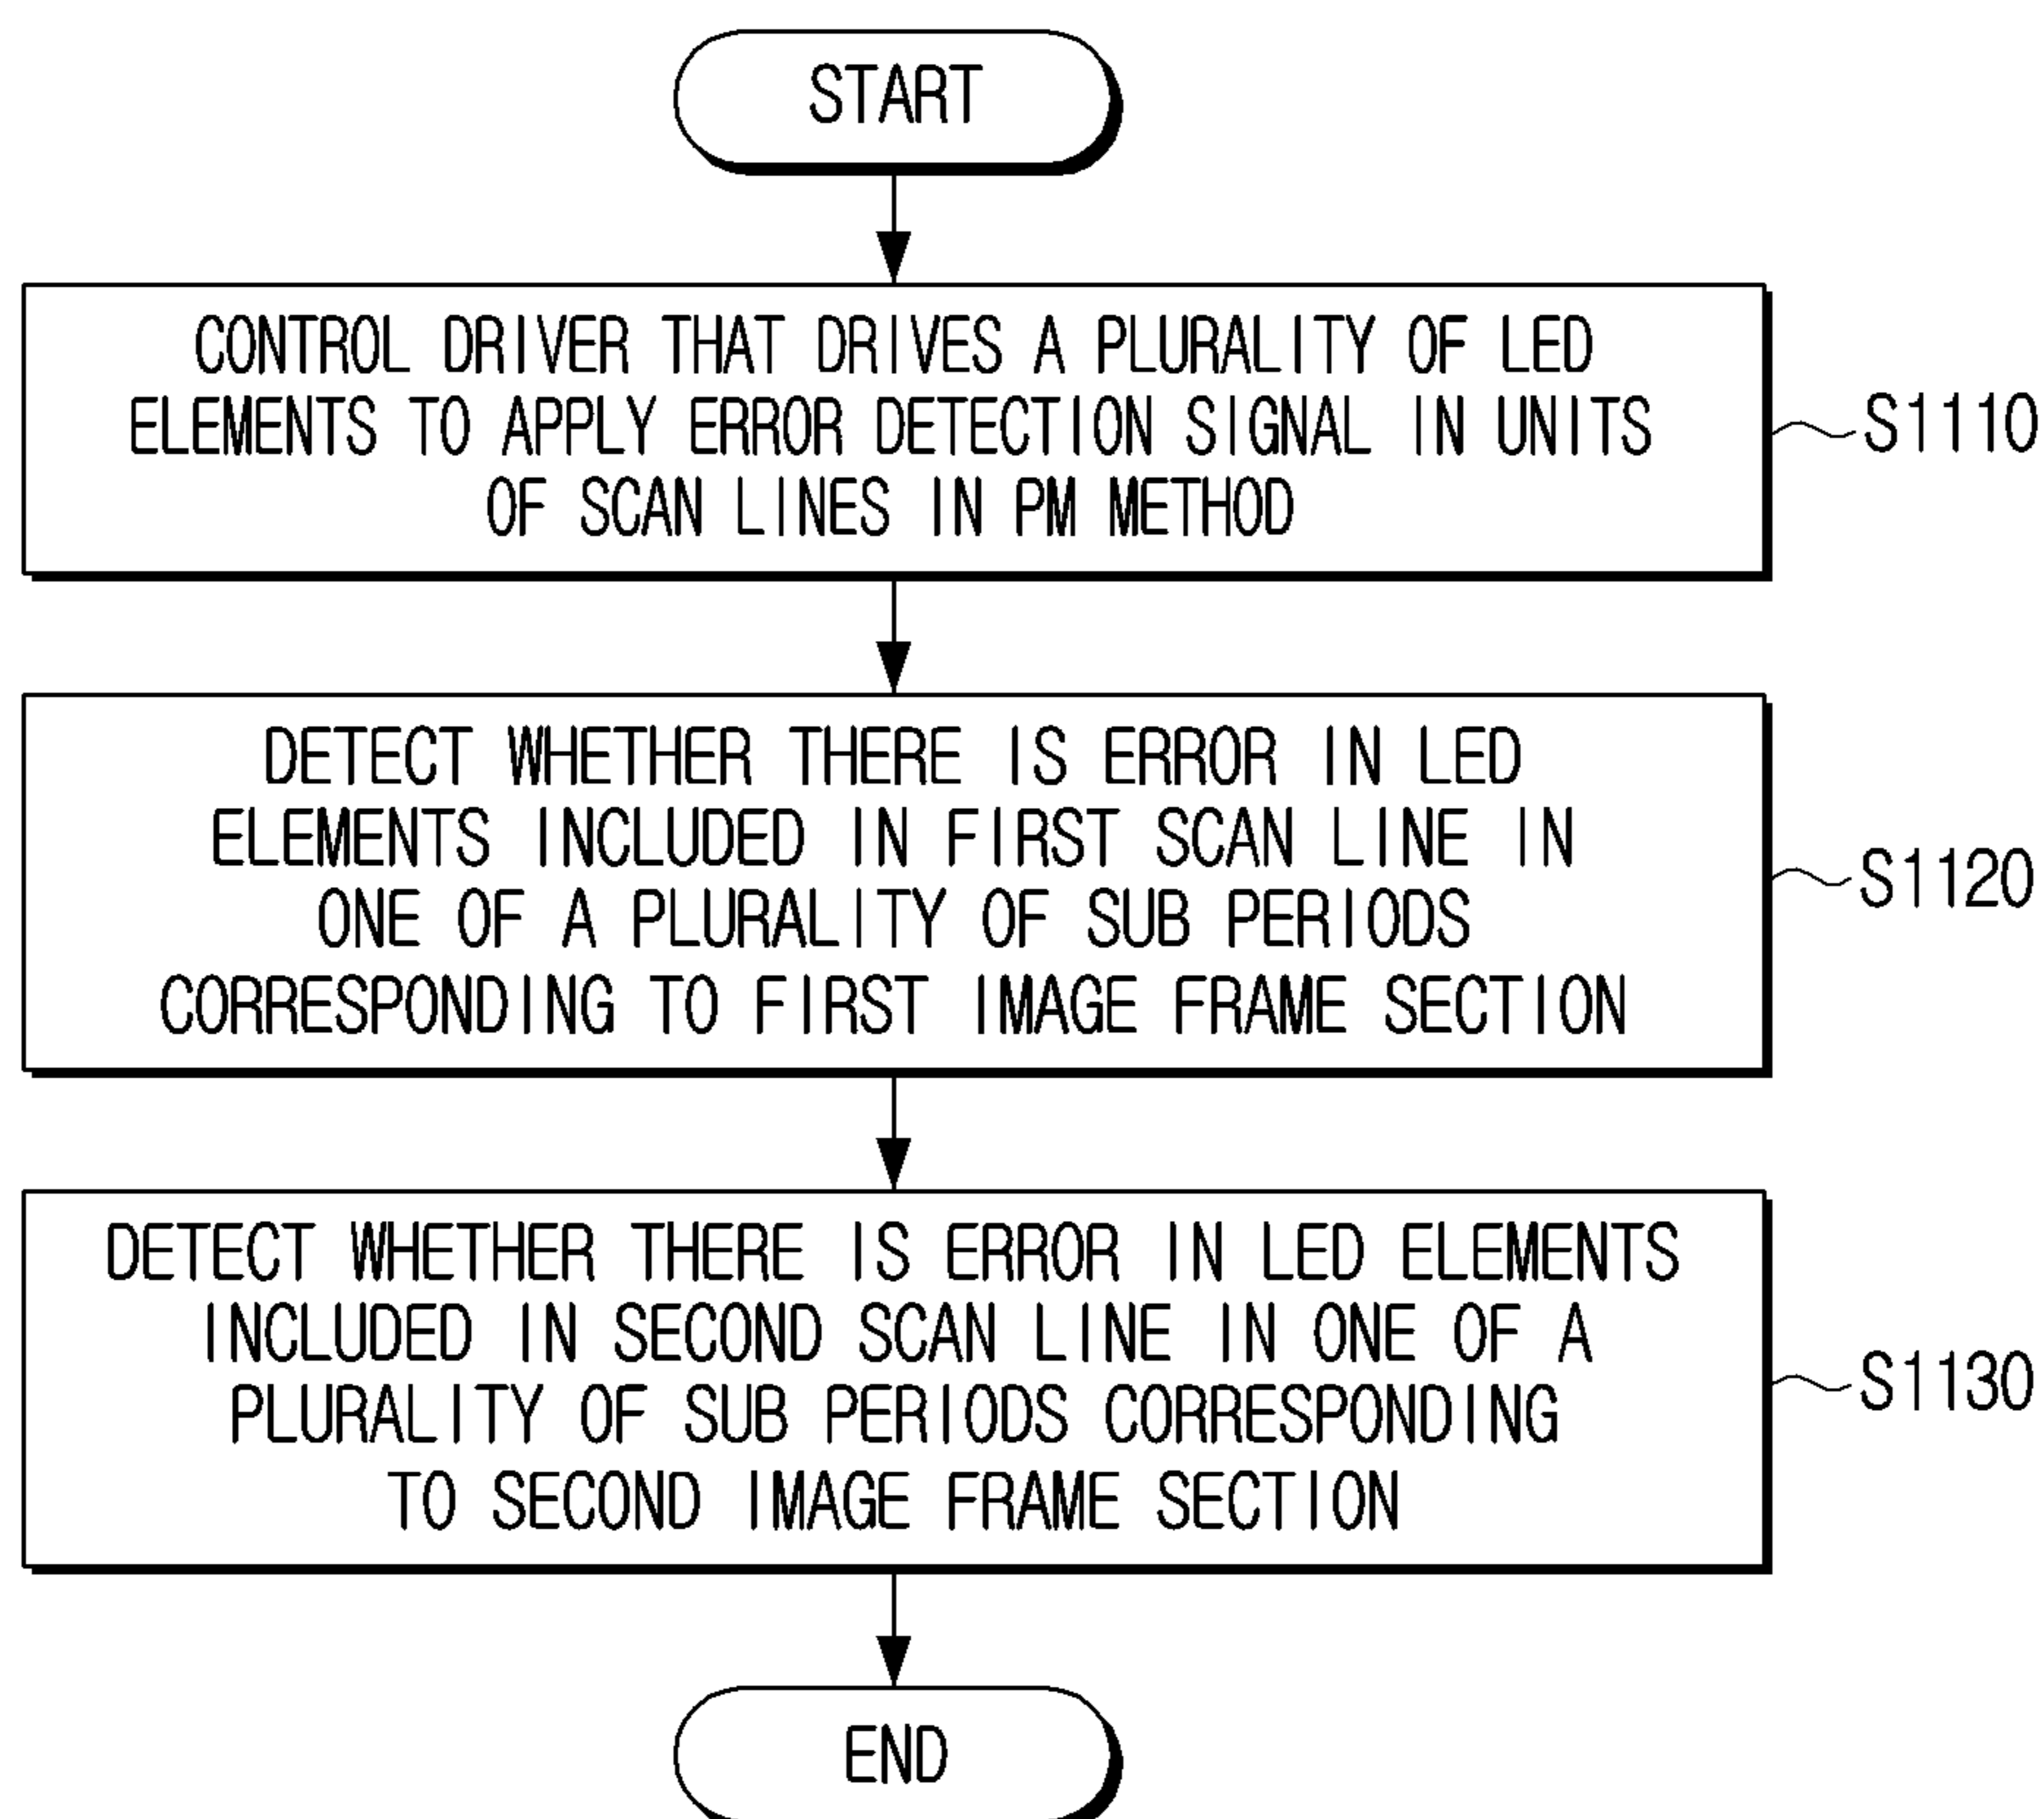 START
CONTROL DRIVER THAT DRIVES A PLURALITY OF LED
ELEMENTS TO APPLY ERROR DETECTION SIGNAL IN UNITS
OF SCAN LINES IN PM METHOD
S1110
DETECT WHETHER THERE IS ERROR IN LED
ELEMENTS INCLUDED IN FIRST SCAN LINE IN
ONE OF A PLURALITY OF SUB PERIODS
CORRESPONDING TO FIRST IMAGE FRAME SECTION
S1120
DETECT WHETHER THERE IS ERROR IN LED ELEMENTS
INCLUDED IN SECOND SCAN LINE IN ONE OF A
PLURALITY OF SUB PERIODS CORRESPONDING
TO SECOND IMAGE FRAME SECTION
S1130
END